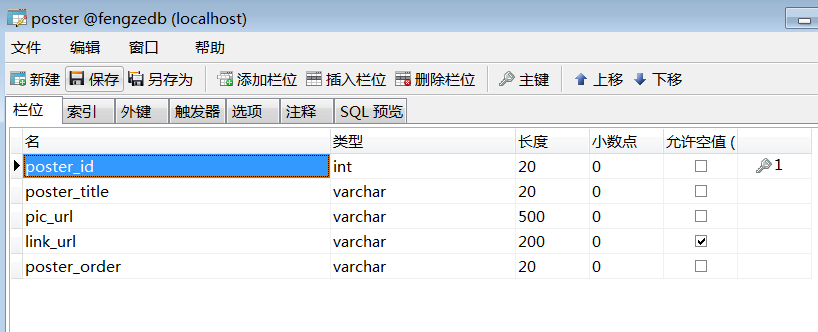 poster @fengzedb (localhost)
文件 编辑 窗口 帮助
新建 保存 另存为 添加栏位 插入栏位 删除栏位 主键 上移 下移
栏位 索引 外键 触发器 选项 注释 SQL 预览
名 类型 长度 小数点 允许空值 (
poster_id int 20 0 1
poster_title varchar 20 0
pic_url varchar 500 0
link_url varchar 200 0
poster_order varchar 20 0